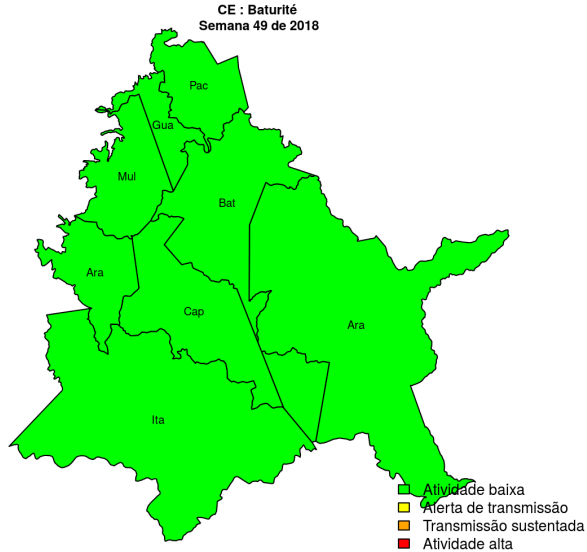 CE : Baturité
Semana 49 de 2018
Pac
Gua
Mul
Bat
Ara
Cap
Ara
Ita
Atividade baixa
Alerta de transmissão
Transmissão sustentada
Atividade alta